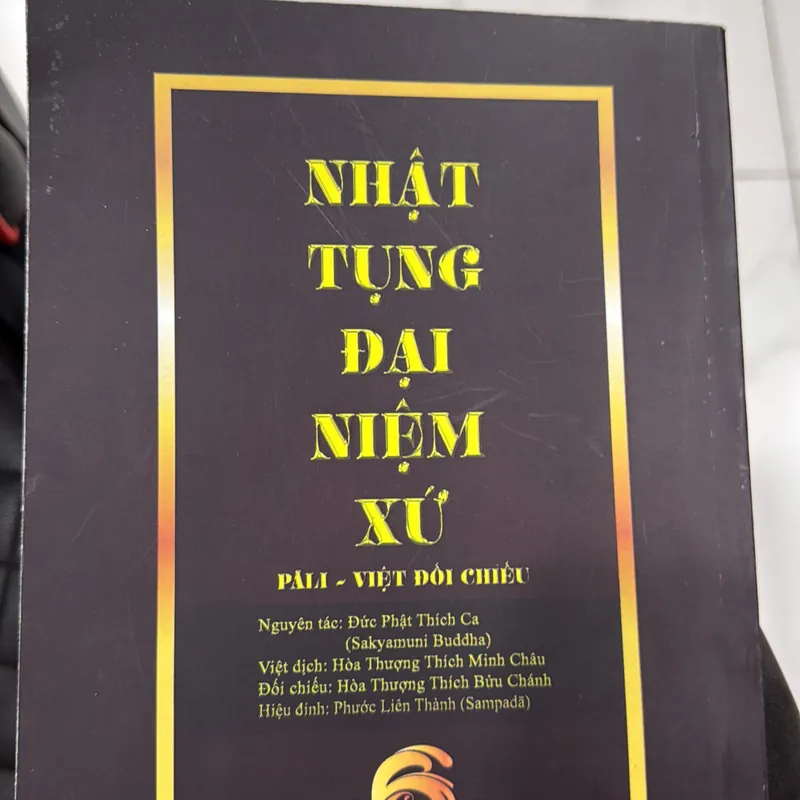 NHẬT
TỤNG
ĐẠI
NIỆM
XỨ
PĀLI - VIỆT ĐỐI CHIẾU
Nguyên tác: Đức Phật Thích Ca
(Sakyamuni Buddha)
Việt dịch: Hòa Thượng Thích Minh Châu
Đối chiếu: Hòa Thượng Thích Bửu Chánh
Hiệu đính: Phước Liên Thành (Sampadā)